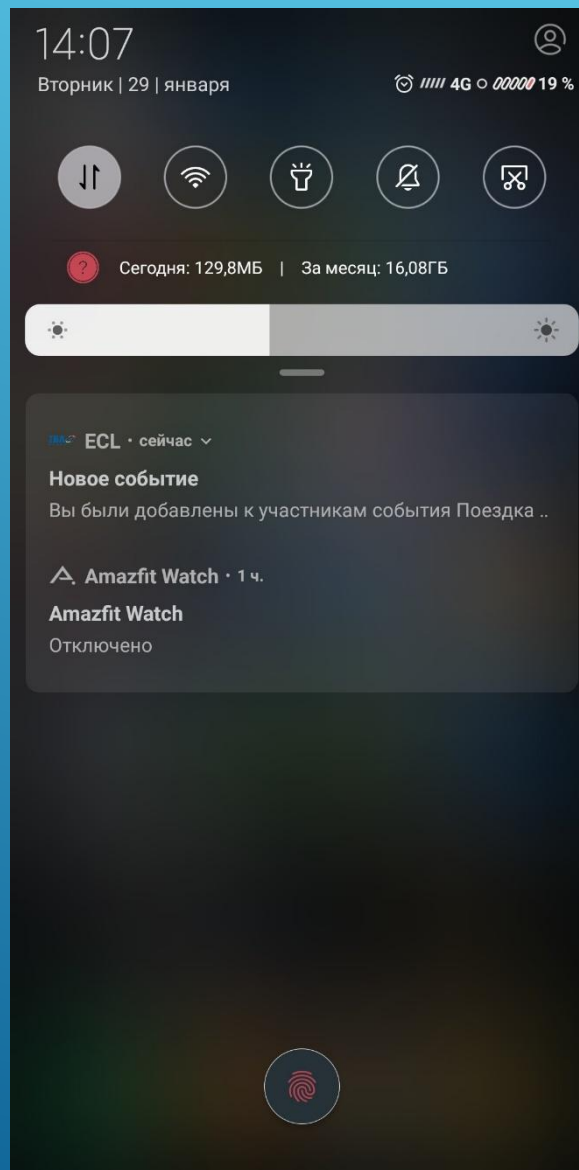 14:07
Вторник | 29 | января
4G 19 %
? Сегодня: 129,8МБ | За месяц: 16,08ГБ
ECL · сейчас
Новое событие
Вы были добавлены к участникам события Поездка ..
Amazfit Watch · 1 ч.
Amazfit Watch
Отключено